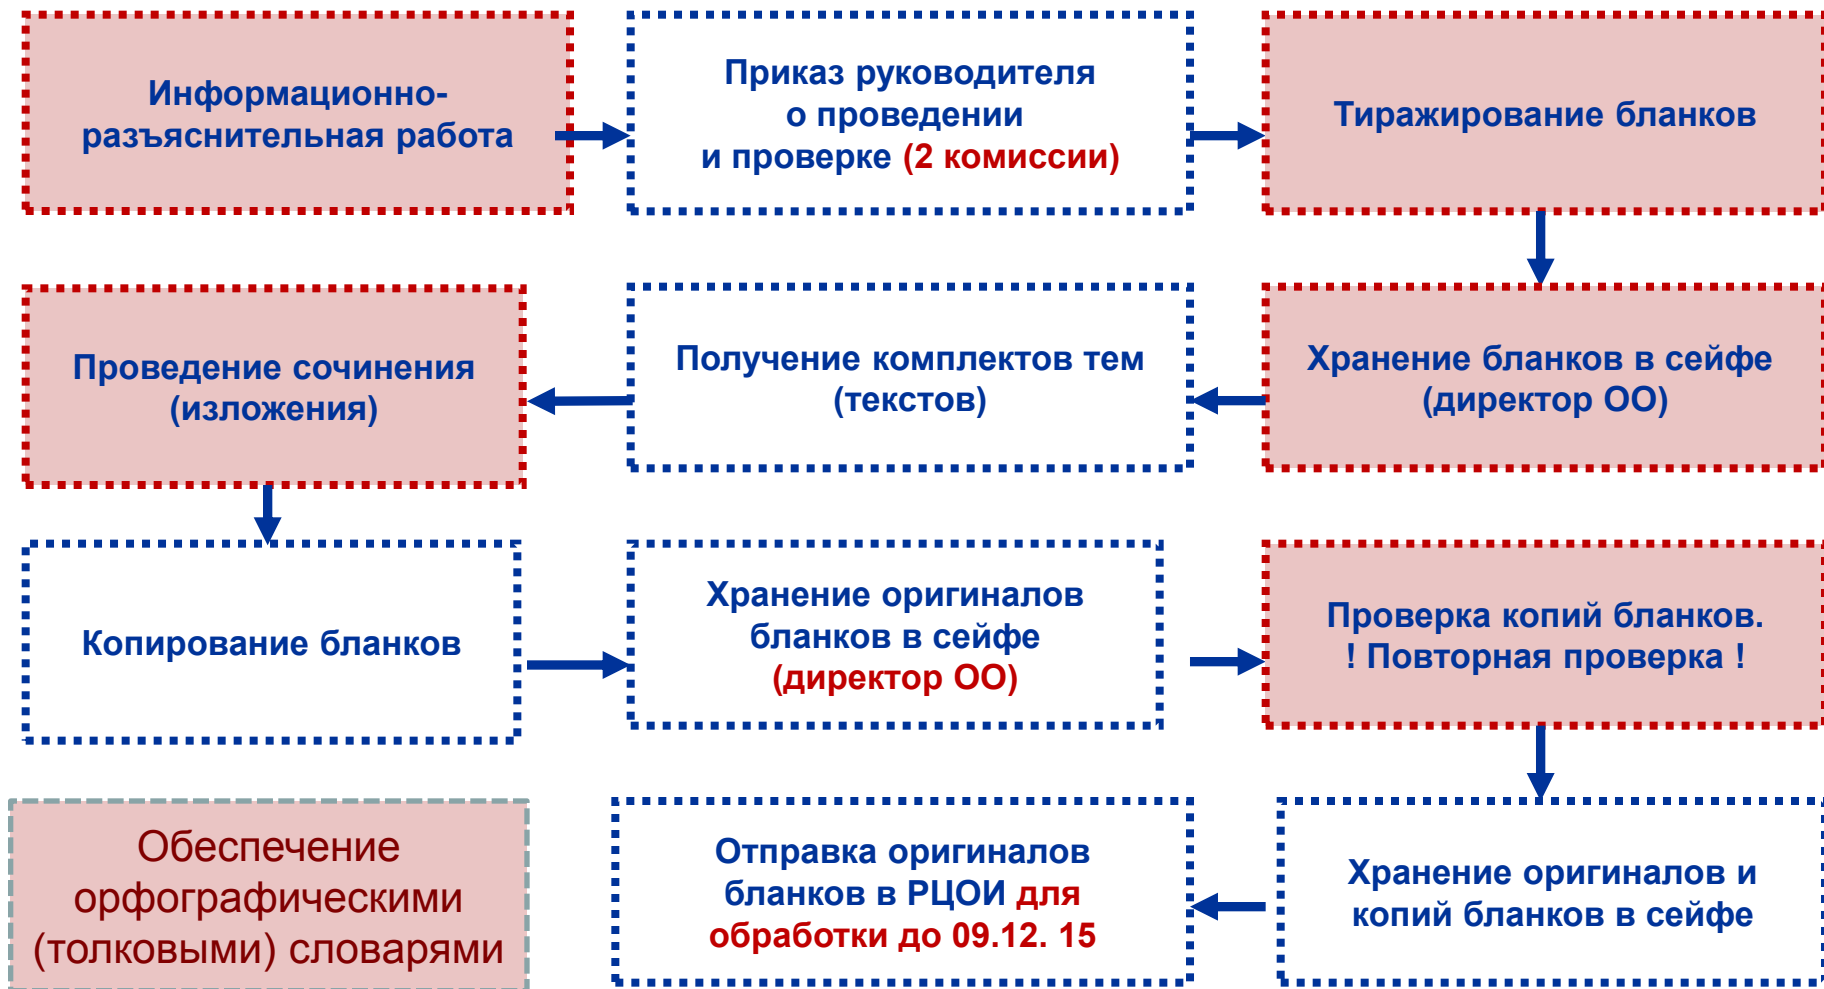 Информационно-
разъяснительная работа
Приказ руководителя
о проведении
и проверке (2 комиссии)
Тиражирование бланков
Проведение сочинения
(изложения)
Получение комплектов тем
(текстов)
Хранение бланков в сейфе
(директор ОО)
Копирование бланков
Хранение оригиналов
бланков в сейфе
(директор ОО)
Проверка копий бланков.
! Повторная проверка !
Обеспечение
орфографическими
(толковыми) словарями
Отправка оригиналов
бланков в РЦОИ для
обработки до 09.12. 15
Хранение оригиналов и
копий бланков в сейфе